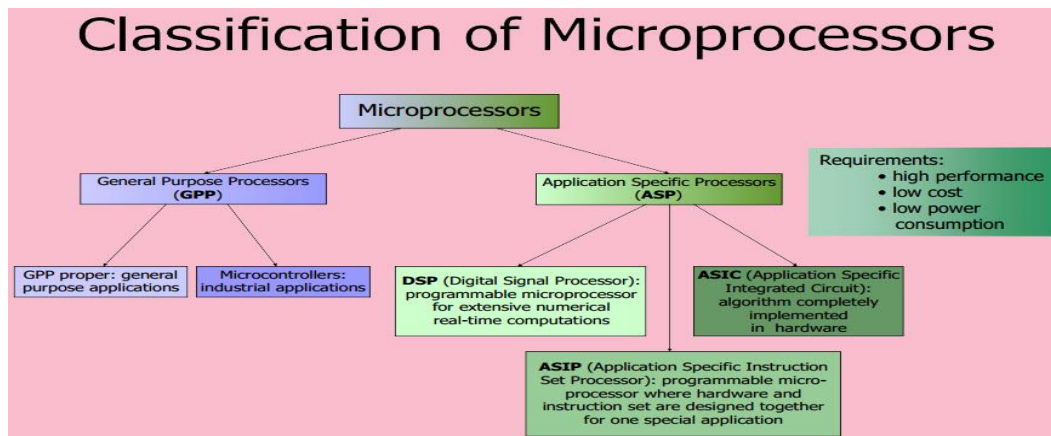 Classification of Microprocessors
Microprocessors
General Purpose Processors
(GPP)
Application Specific Processors
(ASP)
Requirements:
• high performance
• low cost
• low power
consumption
GPP proper: general
purpose applications
Microcontrollers:
industrial applications
DSP (Digital Signal Processor):
programmable microprocessor
for extensive numerical
real-time computations
ASIC (Application Specific
Integrated Circuit):
algorithm completely
implemented
in hardware
ASIP (Application Specific Instruction
Set Processor): programmable micro-
processor where hardware and
instruction set are designed together
for one special application